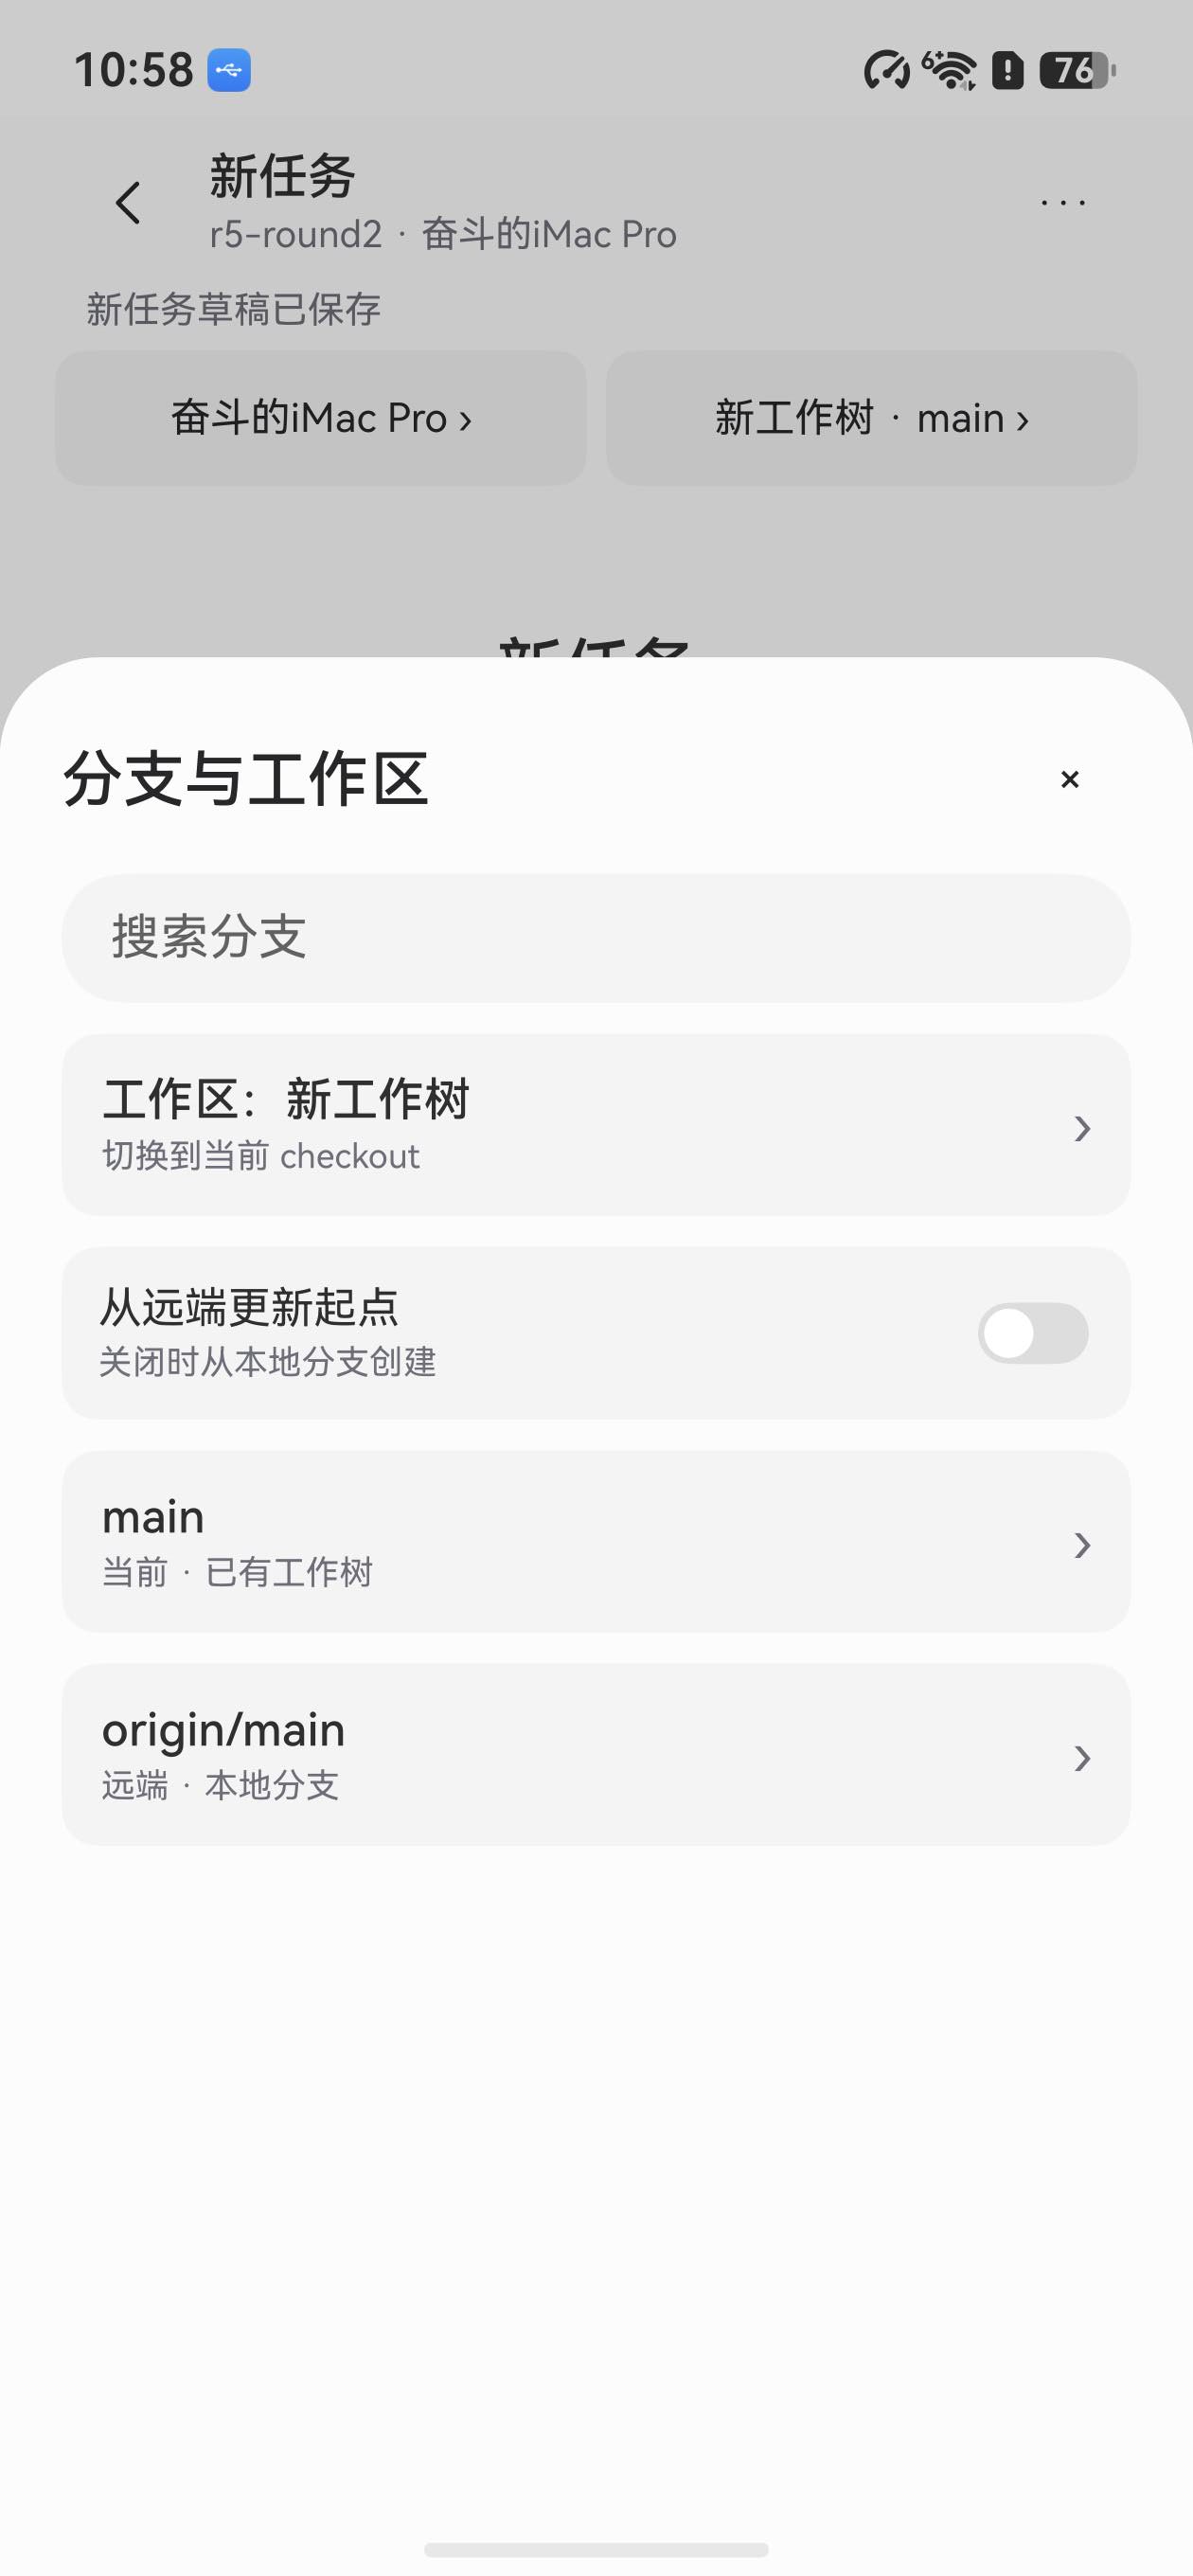 10:58
6+
76
新任务
r5-round2 · 奋斗的iMac Pro
新任务草稿已保存
奋斗的iMac Pro ›
新工作树 · main ›
新任务
分支与工作区
×
搜索分支
工作区：新工作树
切换到当前 checkout
从远端更新起点
关闭时从本地分支创建
main
当前 · 已有工作树
origin/main
远端 · 本地分支